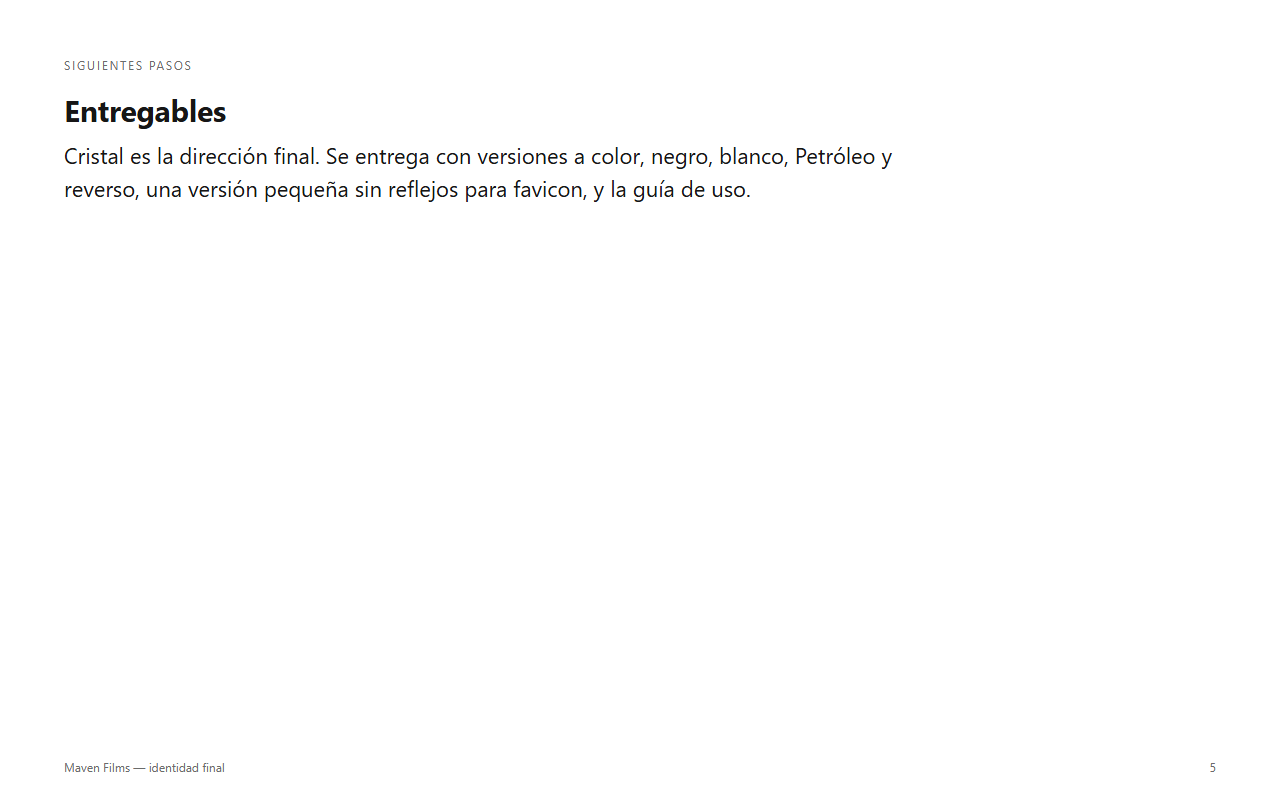 SIGUIENTES PASOS
Entregables
Cristal es la dirección final. Se entrega con versiones a color, negro, blanco, Petróleo y
reverso, una versión pequeña sin reflejos para favicon, y la guía de uso.
Maven Films — identidad final
5